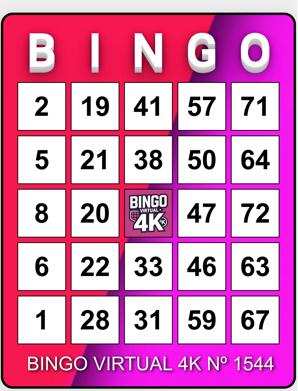 B I N G O
2 19 41 57 71
5 21 38 50 64
8 20 BINGO VIRTUAL 4K 47 72
6 22 33 46 63
1 28 31 59 67
BINGO VIRTUAL 4K Nº 1544